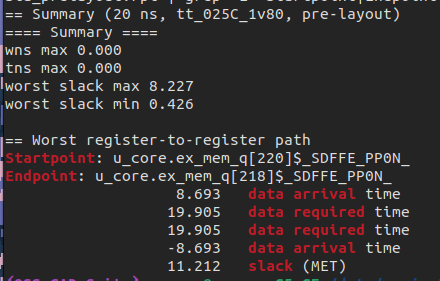 == Summary (20 ns, tt_025C_1v80, pre-layout)
==== Summary ====
wns max 0.000
tns max 0.000
worst slack max 8.227
worst slack min 0.426
== Worst register-to-register path
Startpoint: u_core.ex_mem_q[220]$_SDFFE_PP0N_
Endpoint: u_core.ex_mem_q[218]$_SDFFE_PP0N_
8.693 data arrival time
19.905 data required time
19.905 data required time
-8.693 data arrival time
11.212 slack (MET)